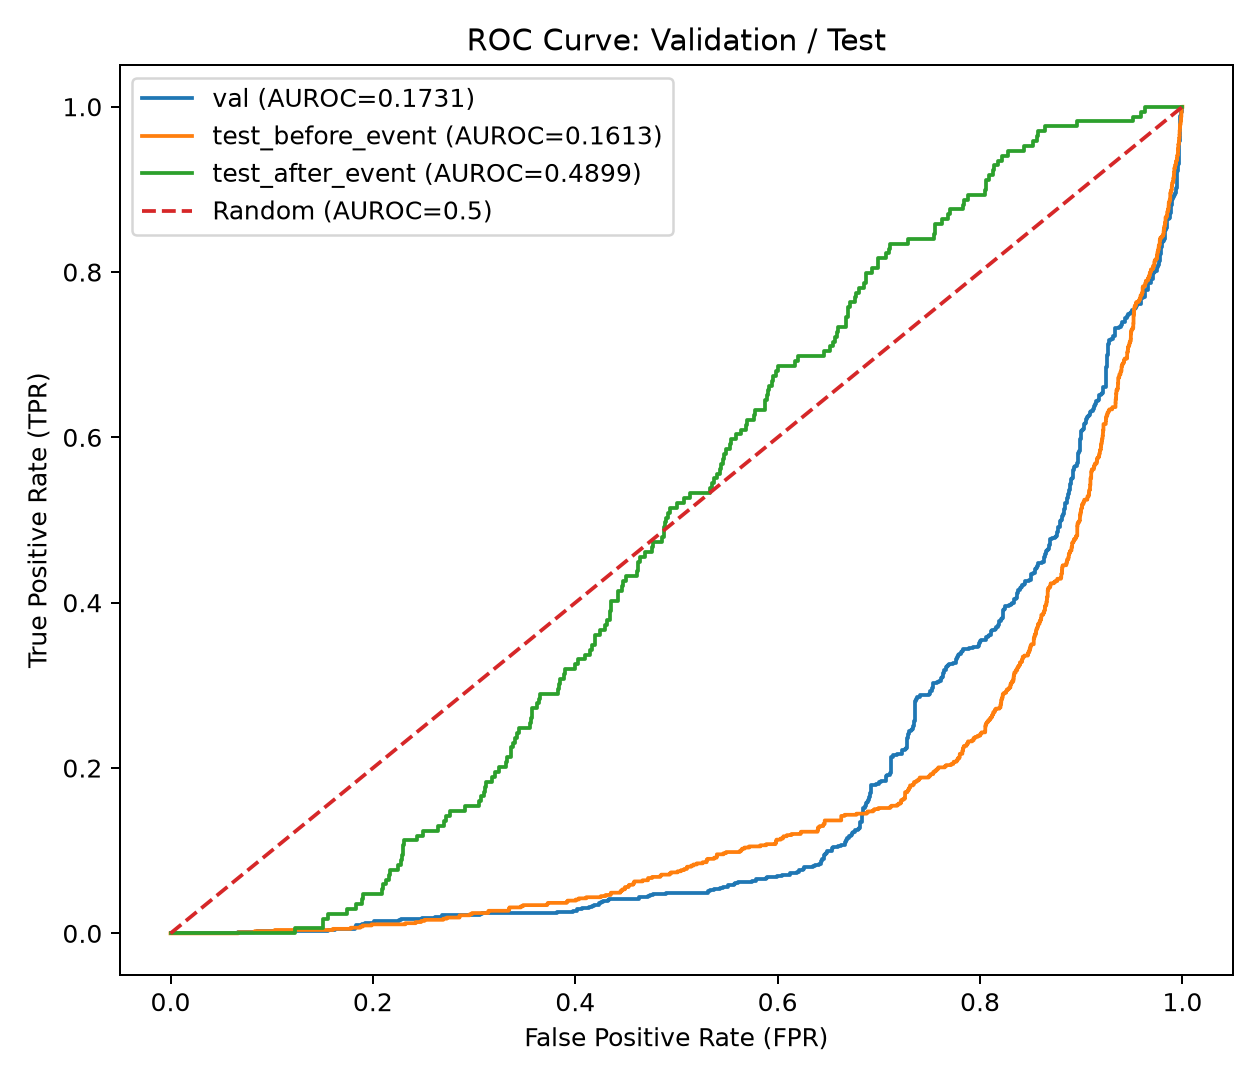 ROC Curve: Validation / Test
val (AUROC=0.1731)
test_before_event (AUROC=0.1613)
test_after_event (AUROC=0.4899)
Random (AUROC=0.5)
True Positive Rate (TPR)
1.0
0.8
0.6
0.4
0.2
0.0
0.0 0.2 0.4 0.6 0.8 1.0
False Positive Rate (FPR)